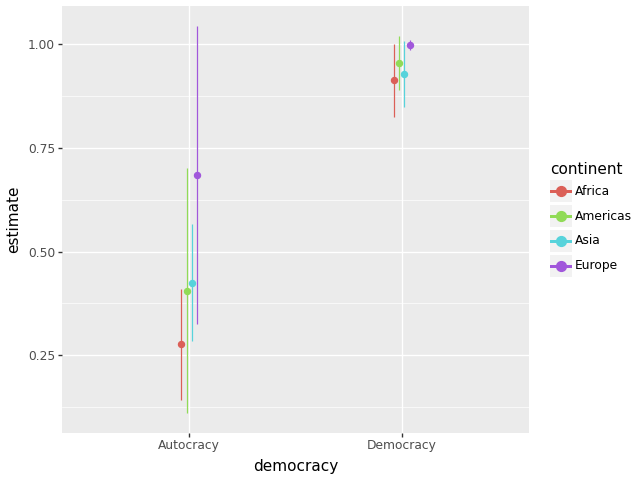 1.00
0.75
0.50
0.25
estimate
Autocracy
Democracy
democracy
continent
Africa
Americas
Asia
Europe